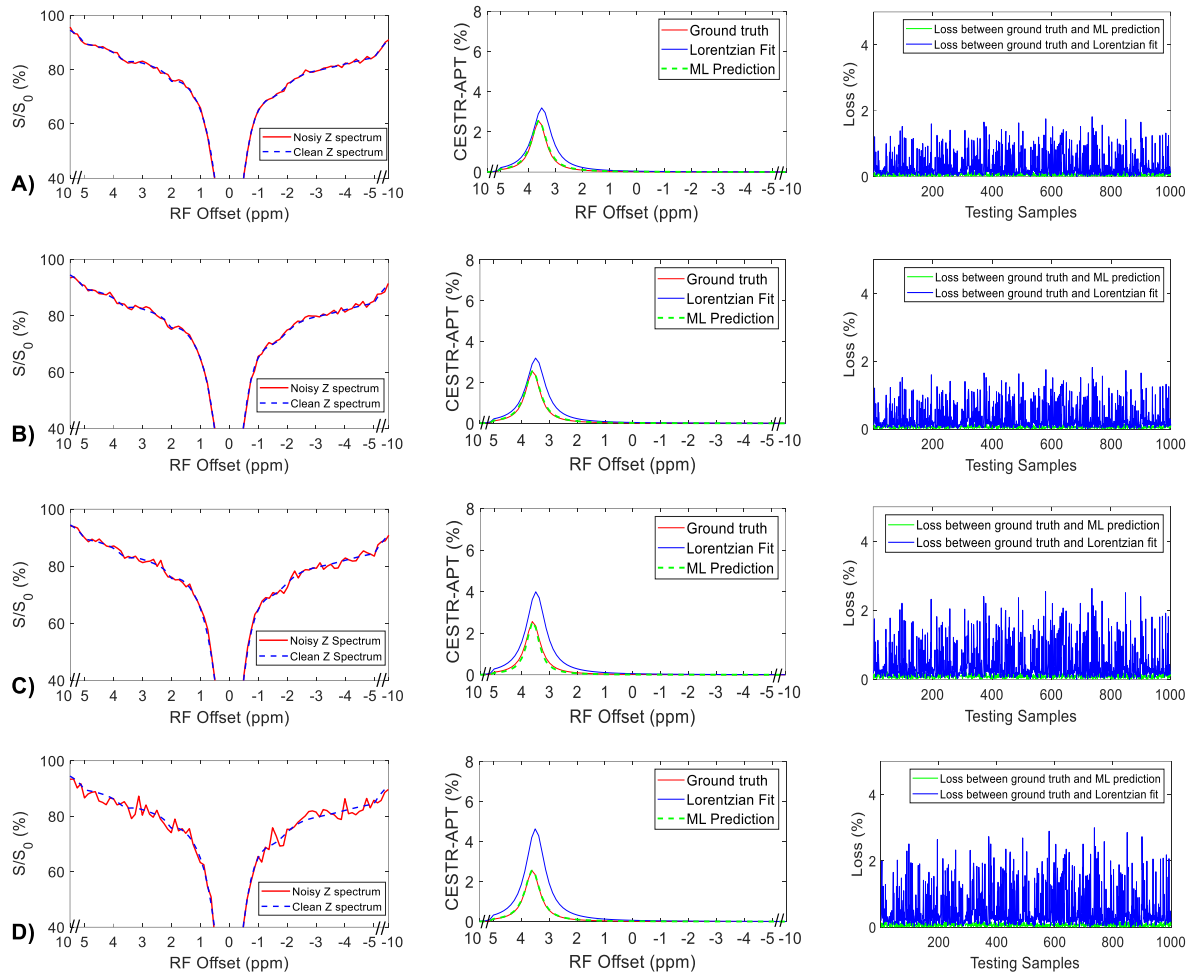 100
80
60
40
S/S0 (%)
Nosiy Z spectrum
Clean Z spectrum
10 5 4 3 2 1 0 -1 -2 -3 -4 -5 -10
RF Offset (ppm)
A)
8
6
4
2
0
CESTR-APT (%)
Ground truth
Lorentzian Fit
ML Prediction
10 5 4 3 2 1 0 -1 -2 -3 -4 -5 -10
RF Offset (ppm)
4
2
0
Loss (%)
Loss between ground truth and ML prediction
Loss between ground truth and Lorentzian fit
200 400 600 800 1000
Testing Samples
100
80
60
40
S/S0 (%)
Noisy Z spectrum
Clean Z spectrum
10 5 4 3 2 1 0 -1 -2 -3 -4 -5 -10
RF Offset (ppm)
B)
8
6
4
2
0
CESTR-APT (%)
Ground truth
Lorentzian Fit
ML Prediction
10 5 4 3 2 1 0 -1 -2 -3 -4 -5 -10
RF Offset (ppm)
4
2
0
Loss (%)
Loss between ground truth and ML prediction
Loss between ground truth and Lorentzian fit
200 400 600 800 1000
Testing Samples
100
80
60
40
S/S0 (%)
Noisy Z Spectrum
Clean Z Spectrum
10 5 4 3 2 1 0 -1 -2 -3 -4 -5 -10
RF Offset (ppm)
C)
8
6
4
2
0
CESTR-APT (%)
Ground truth
Lorentzian Fit
ML Prediction
10 5 4 3 2 1 0 -1 -2 -3 -4 -5 -10
RF Offset (ppm)
4
2
0
Loss (%)
Loss between ground truth and ML prediction
Loss between ground truth and Lorentzian fit
200 400 600 800 1000
Testing Samples
100
80
60
40
S/S0 (%)
Noisy Z spectrum
Clean Z spectrum
10 5 4 3 2 1 0 -1 -2 -3 -4 -5 -10
RF Offset (ppm)
D)
8
6
4
2
0
CESTR-APT (%)
Ground truth
Lorentzian Fit
ML Prediction
10 5 4 3 2 1 0 -1 -2 -3 -4 -5 -10
RF Offset (ppm)
4
2
0
Loss (%)
Loss between ground truth and ML prediction
Loss between ground truth and Lorentzian fit
200 400 600 800 1000
Testing Samples